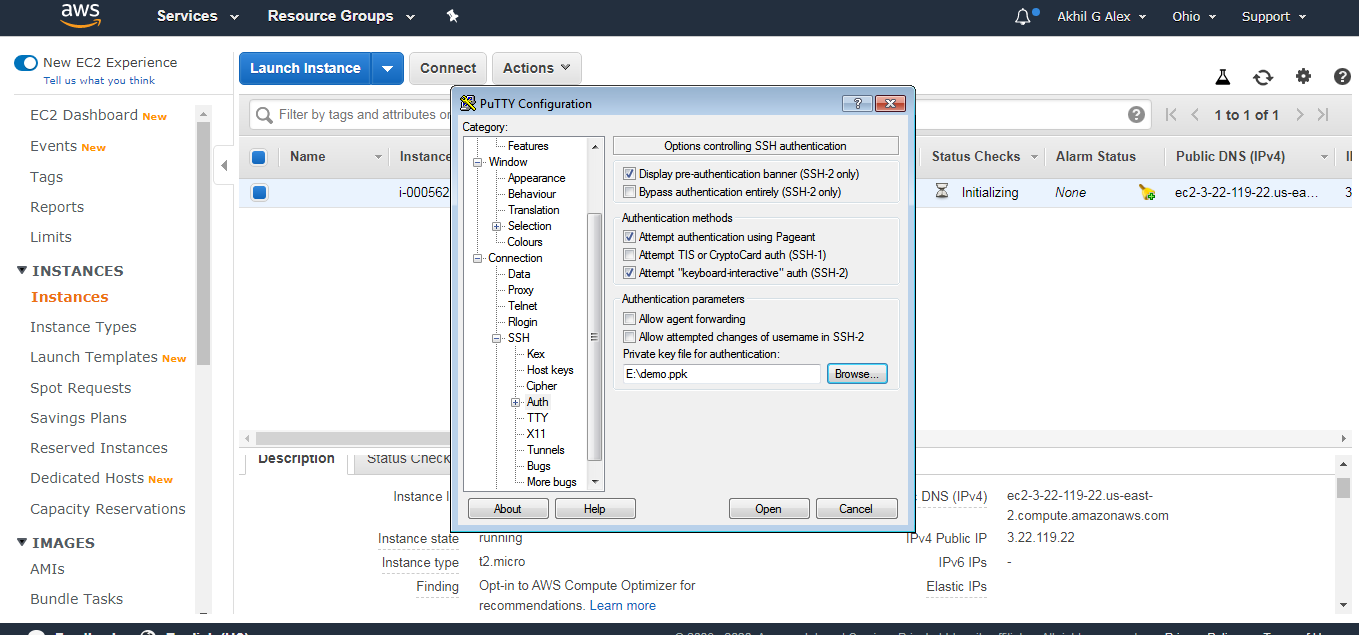 aws Services Resource Groups Akhil G Alex Ohio Support
New EC2 Experience
Tell us what you think
EC2 Dashboard New
Events New
Tags
Reports
Limits
INSTANCES
Instances
Instance Types
Launch Templates New
Spot Requests
Savings Plans
Reserved Instances
Dedicated Hosts New
Capacity Reservations
IMAGES
AMIs
Bundle Tasks
Launch Instance Connect Actions
Filter by tags and attributes or
1 to 1 of 1
Name Instance Status Checks Alarm Status Public DNS (IPv4)
i-000562 Initializing None ec2-3-22-119-22.us-ea...
PuTTY Configuration
Category:
Features
Window
Appearance
Behaviour
Translation
Selection
Colours
Connection
Data
Proxy
Telnet
Rlogin
SSH
Kex
Host keys
Cipher
Auth
TTY
X11
Tunnels
Bugs
More bugs
Options controlling SSH authentication
Display pre-authentication banner (SSH-2 only)
Bypass authentication entirely (SSH-2 only)
Authentication methods
Attempt authentication using Pageant
Attempt TIS or CryptoCard auth (SSH-1)
Attempt "keyboard-interactive" auth (SSH-2)
Authentication parameters
Allow agent forwarding
Allow attempted changes of username in SSH-2
Private key file for authentication:
E:\demo.ppk Browse...
About Help Open Cancel
Description Status Check
Instance I
Instance state running
Instance type t2.micro
Finding Opt-in to AWS Compute Optimizer for
recommendations. Learn more
DNS (IPv4) ec2-3-22-119-22.us-east-
2.compute.amazonaws.com
IPv4 Public IP 3.22.119.22
IPv6 IPs -
Elastic IPs